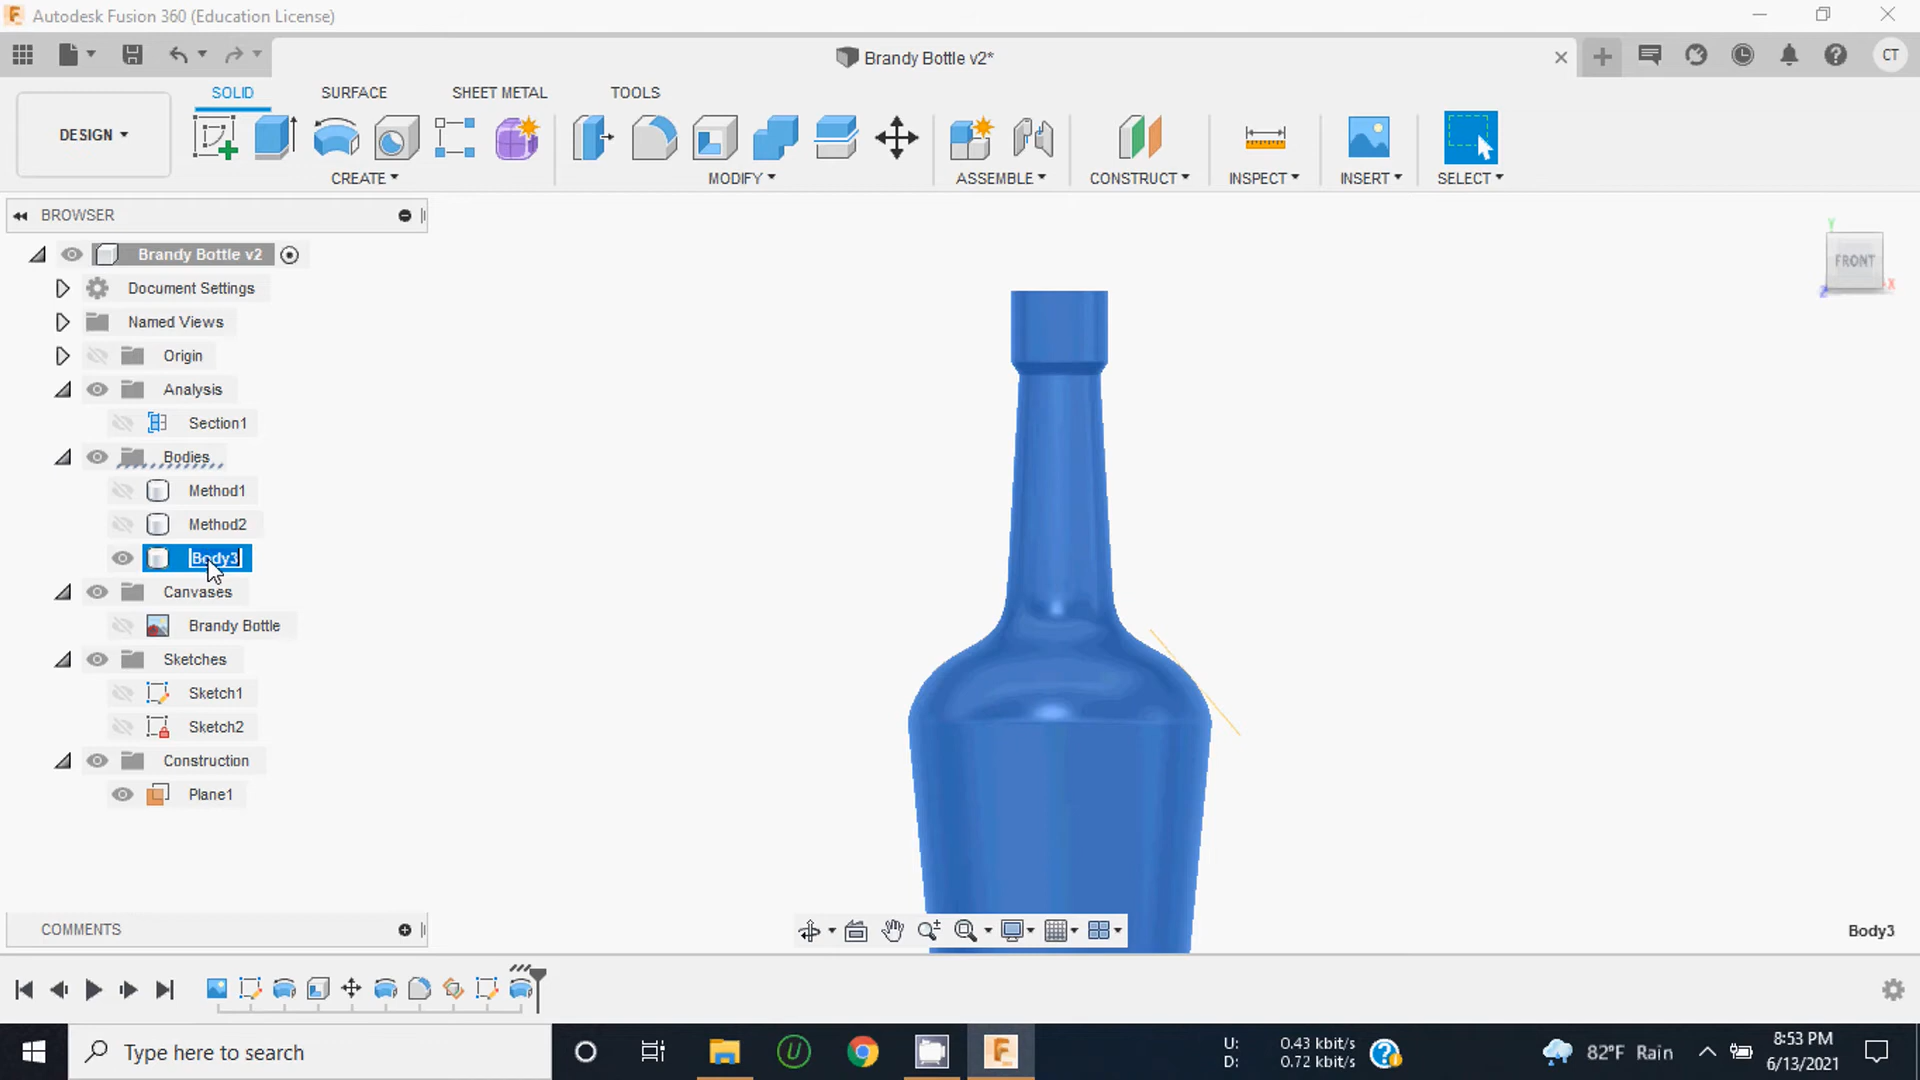 Autodesk Fusion 360 (Education License)
Brandy Bottle v2*
CT
SOLID SURFACE SHEET METAL TOOLS
DESIGN
CREATE MODIFY ASSEMBLE CONSTRUCT INSPECT INSERT SELECT
BROWSER
Brandy Bottle v2
Document Settings
Named Views
Origin
Analysis
Section1
Bodies
Method1
Method2
Body3
Canvases
Brandy Bottle
Sketches
Sketch1
Sketch2
Construction
Plane1
FRONT
Y
X
Z
COMMENTS
Body3
Type here to search
U: 0.43 kbit/s
D: 0.72 kbit/s
82°F Rain
8:53 PM
6/13/2021